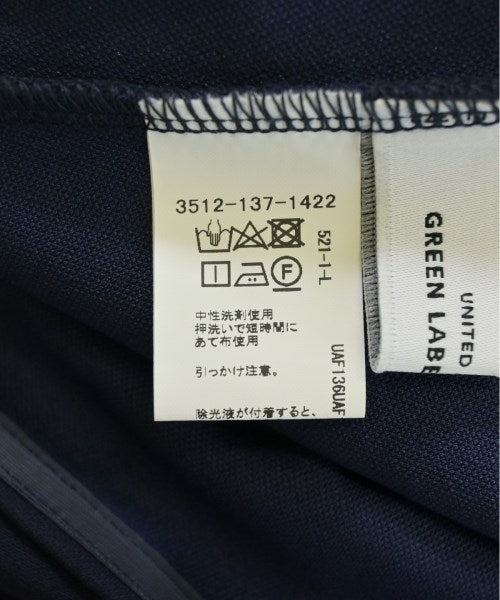 3512-137-1422
F
中性洗剤使用
押洗いで短時間に
あて布使用
引っかけ注意。
除光液が付着すると、
521-1-L
UAF136UAF
GREEN LABE
UNITED